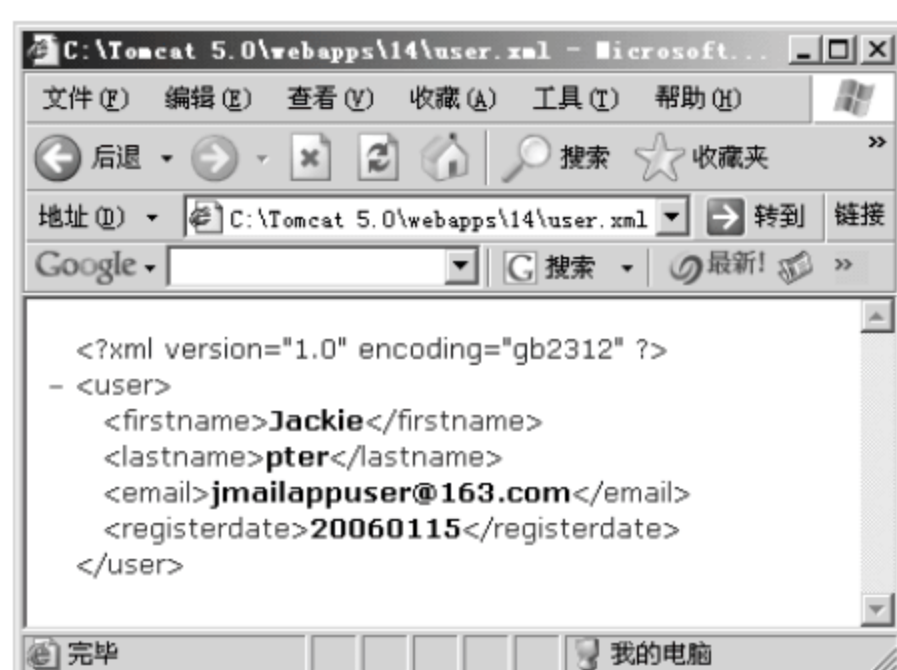 C:\Tomcat 5.0\webapps\14\user.xml - Microsoft...
文件(F) 编辑(E) 查看(V) 收藏(A) 工具(T) 帮助(H)
后退 搜索 收藏夹 »
地址(D) C:\Tomcat 5.0\webapps\14\user.xml 转到 链接
Google G 搜索 最新! »
<?xml version="1.0" encoding="gb2312" ?>
– <user>
<firstname>Jackie</firstname>
<lastname>pter</lastname>
<email>jmailappuser@163.com</email>
<registerdate>20060115</registerdate>
</user>
完毕 我的电脑